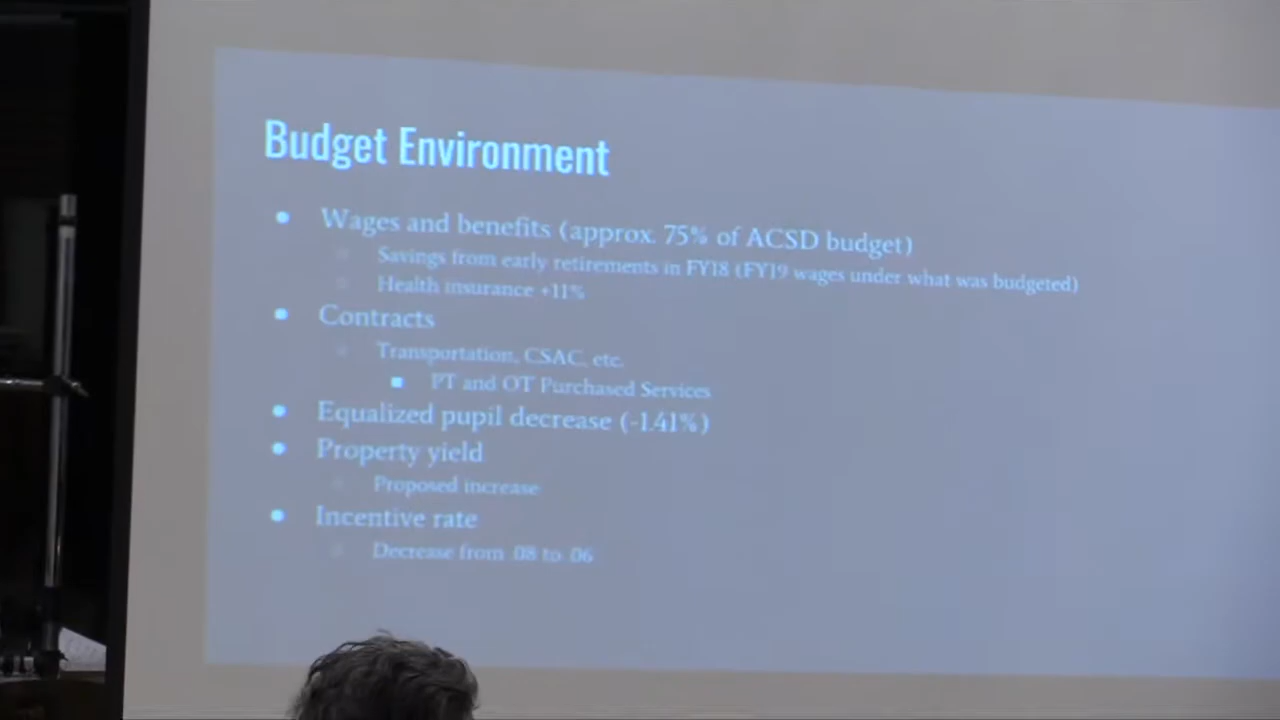 Budget Environment
Wages and benefits (approx. 75% of ACSD budget)
Savings from early retirements in FY18 (FY19 wages under what was budgeted)
Health insurance +11%
Contracts
Transportation, CSAC, etc.
PT and OT Purchased Services
Equalized pupil decrease (-1.41%)
Property yield
Proposed increase
Incentive rate
Decrease from .08 to .06